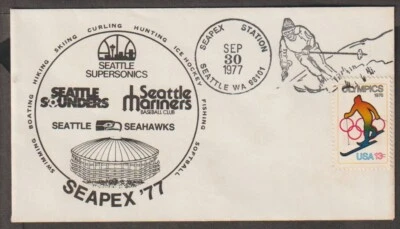 SWIMMING BOATING HIKING SKIING CURLING HUNTING ICE HOCKEY FISHING SOFTBALL
SEATTLE
SUPERSONICS
SEATTLE
SOUNDERS
Seattle
Mariners
BASEBALL CLUB
SEATTLE SEAHAWKS
SEAPEX '77
SEAPEX STATION
SEP
30
1977
SEATTLE WA 98101
OLYMPICS
1976
USA 13c